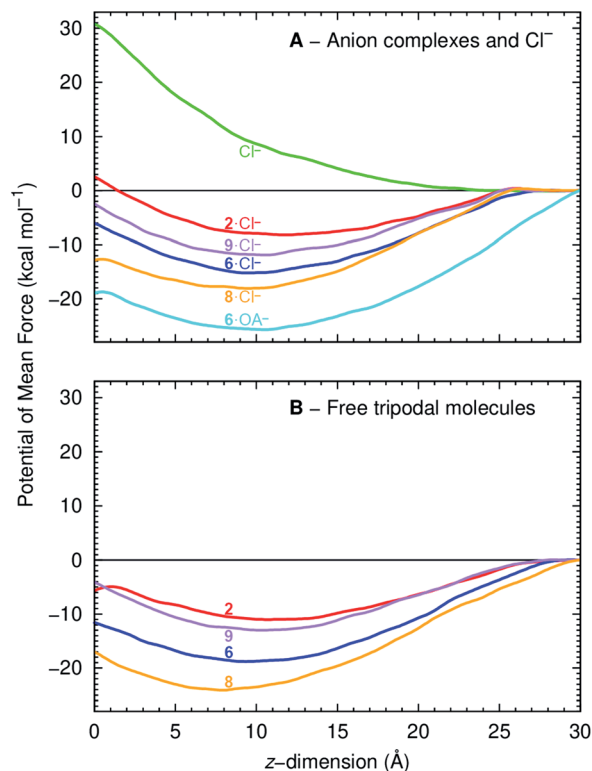 Potential of Mean Force (kcal mol⁻¹)
A – Anion complexes and Cl⁻
30
20
10
0
−10
−20
Cl⁻
2·Cl⁻
9·Cl⁻
6·Cl⁻
8·Cl⁻
6·OA⁻
B – Free tripodal molecules
30
20
10
0
−10
−20
2
9
6
8
0 5 10 15 20 25 30
z−dimension (Å)